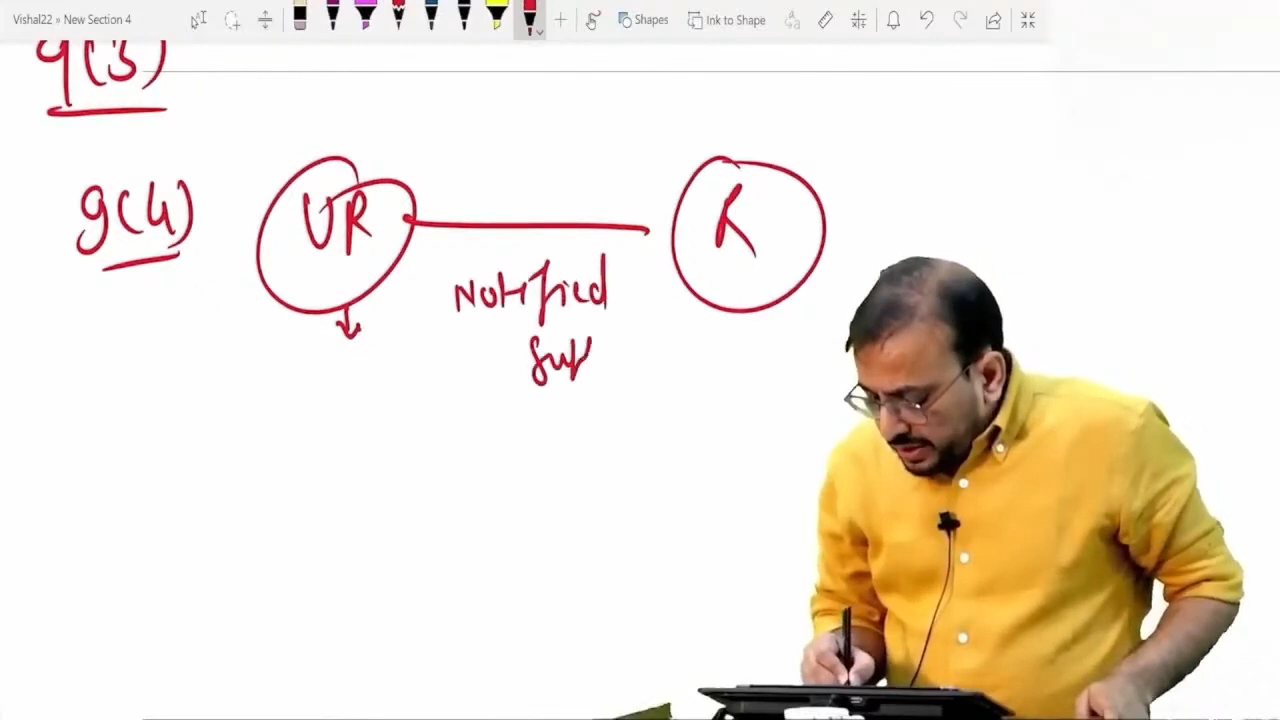 Vishal22 » New Section 4
Shapes
Ink to Shape
9(3)
9(4) UR R
Notified
Sup